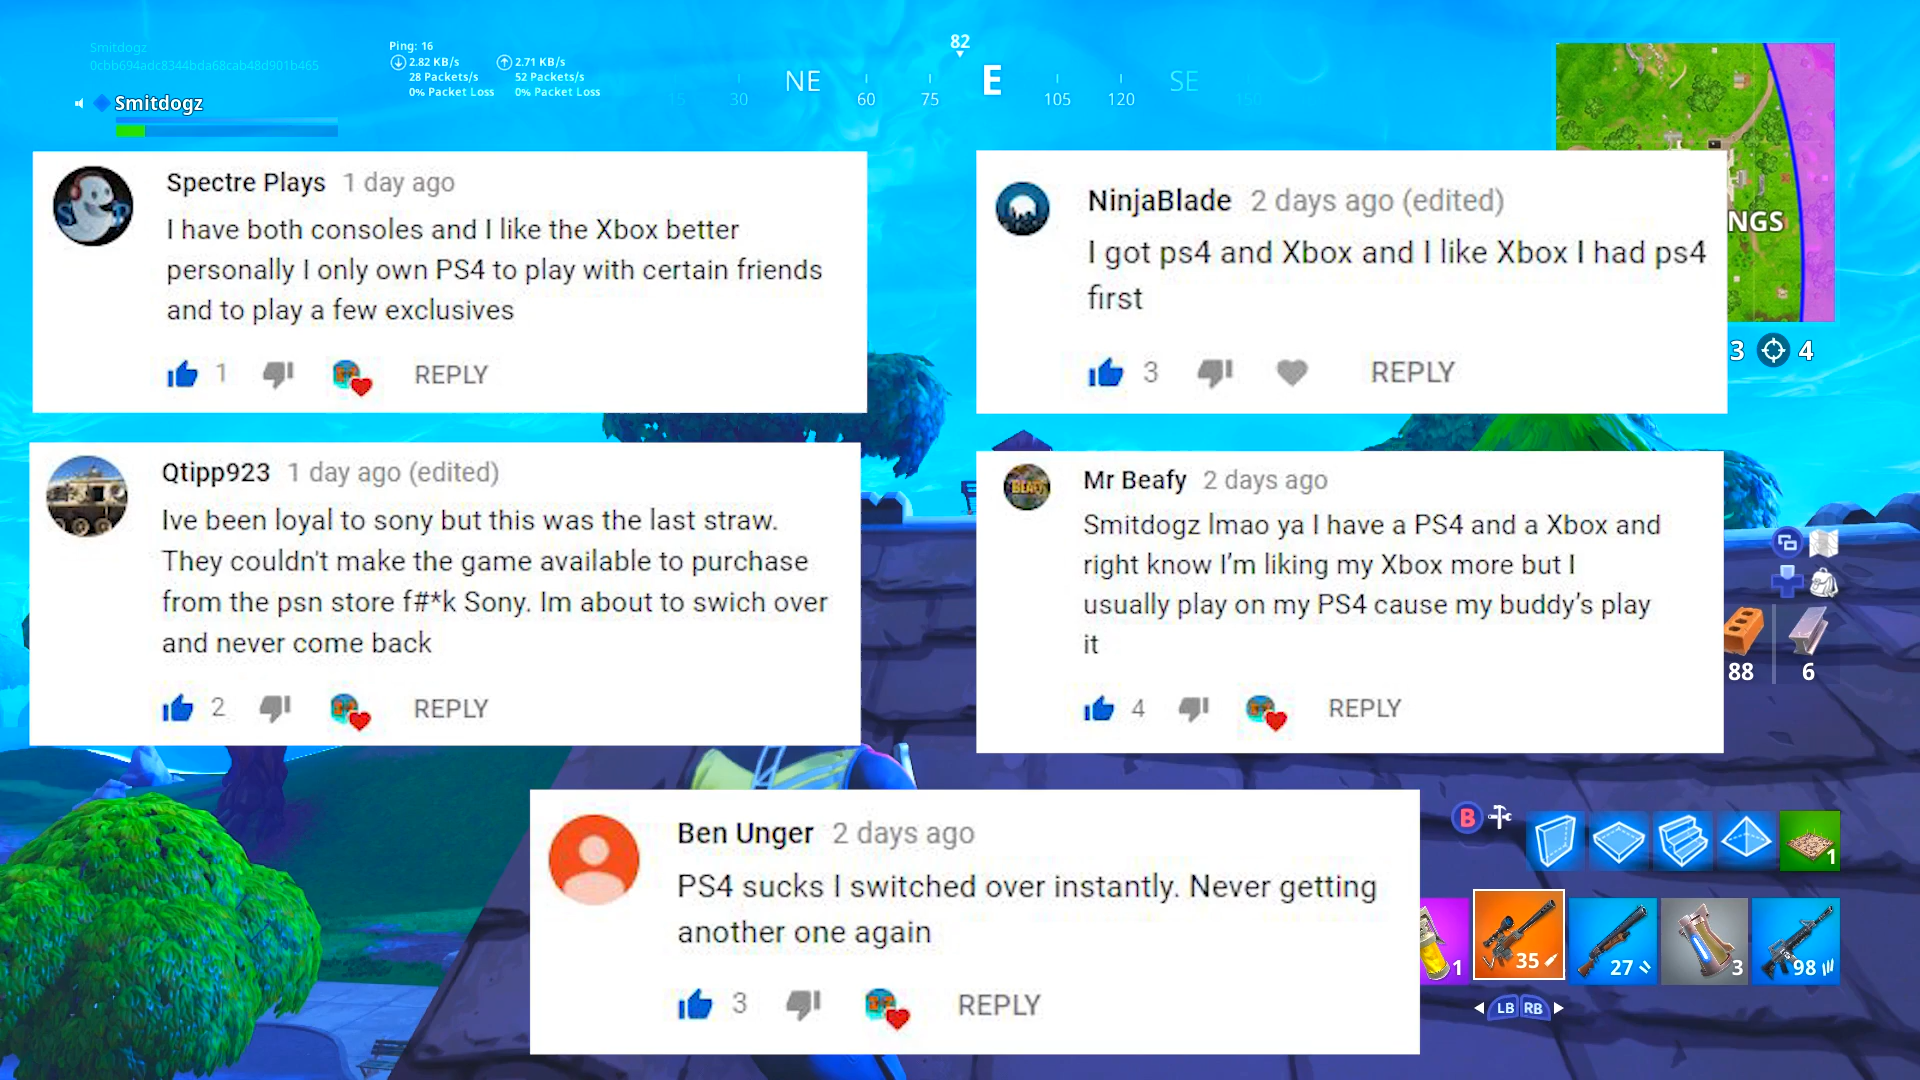 Smitdogz
0cbb694adc8344bda68cab48d901b465
Smitdogz
Ping: 16
2.82 KB/s 2.71 KB/s
28 Packets/s 52 Packets/s
0% Packet Loss 0% Packet Loss
82
NE E SE
15 30 60 75 105 120 150
Spectre Plays 1 day ago
I have both consoles and I like the Xbox better
personally I only own PS4 to play with certain friends
and to play a few exclusives
1 REPLY
NinjaBlade 2 days ago (edited)
I got ps4 and Xbox and I like Xbox I had ps4
first
3 REPLY
NGS
3 4
Qtipp923 1 day ago (edited)
Ive been loyal to sony but this was the last straw.
They couldn't make the game available to purchase
from the psn store f#*k Sony. Im about to swich over
and never come back
2 REPLY
BEAFY
Mr Beafy 2 days ago
Smitdogz lmao ya I have a PS4 and a Xbox and
right know I’m liking my Xbox more but I
usually play on my PS4 cause my buddy’s play
it
4 REPLY
88 6
Ben Unger 2 days ago
PS4 sucks I switched over instantly. Never getting
another one again
3 REPLY
B
1
1 35 27 3 98
LB RB